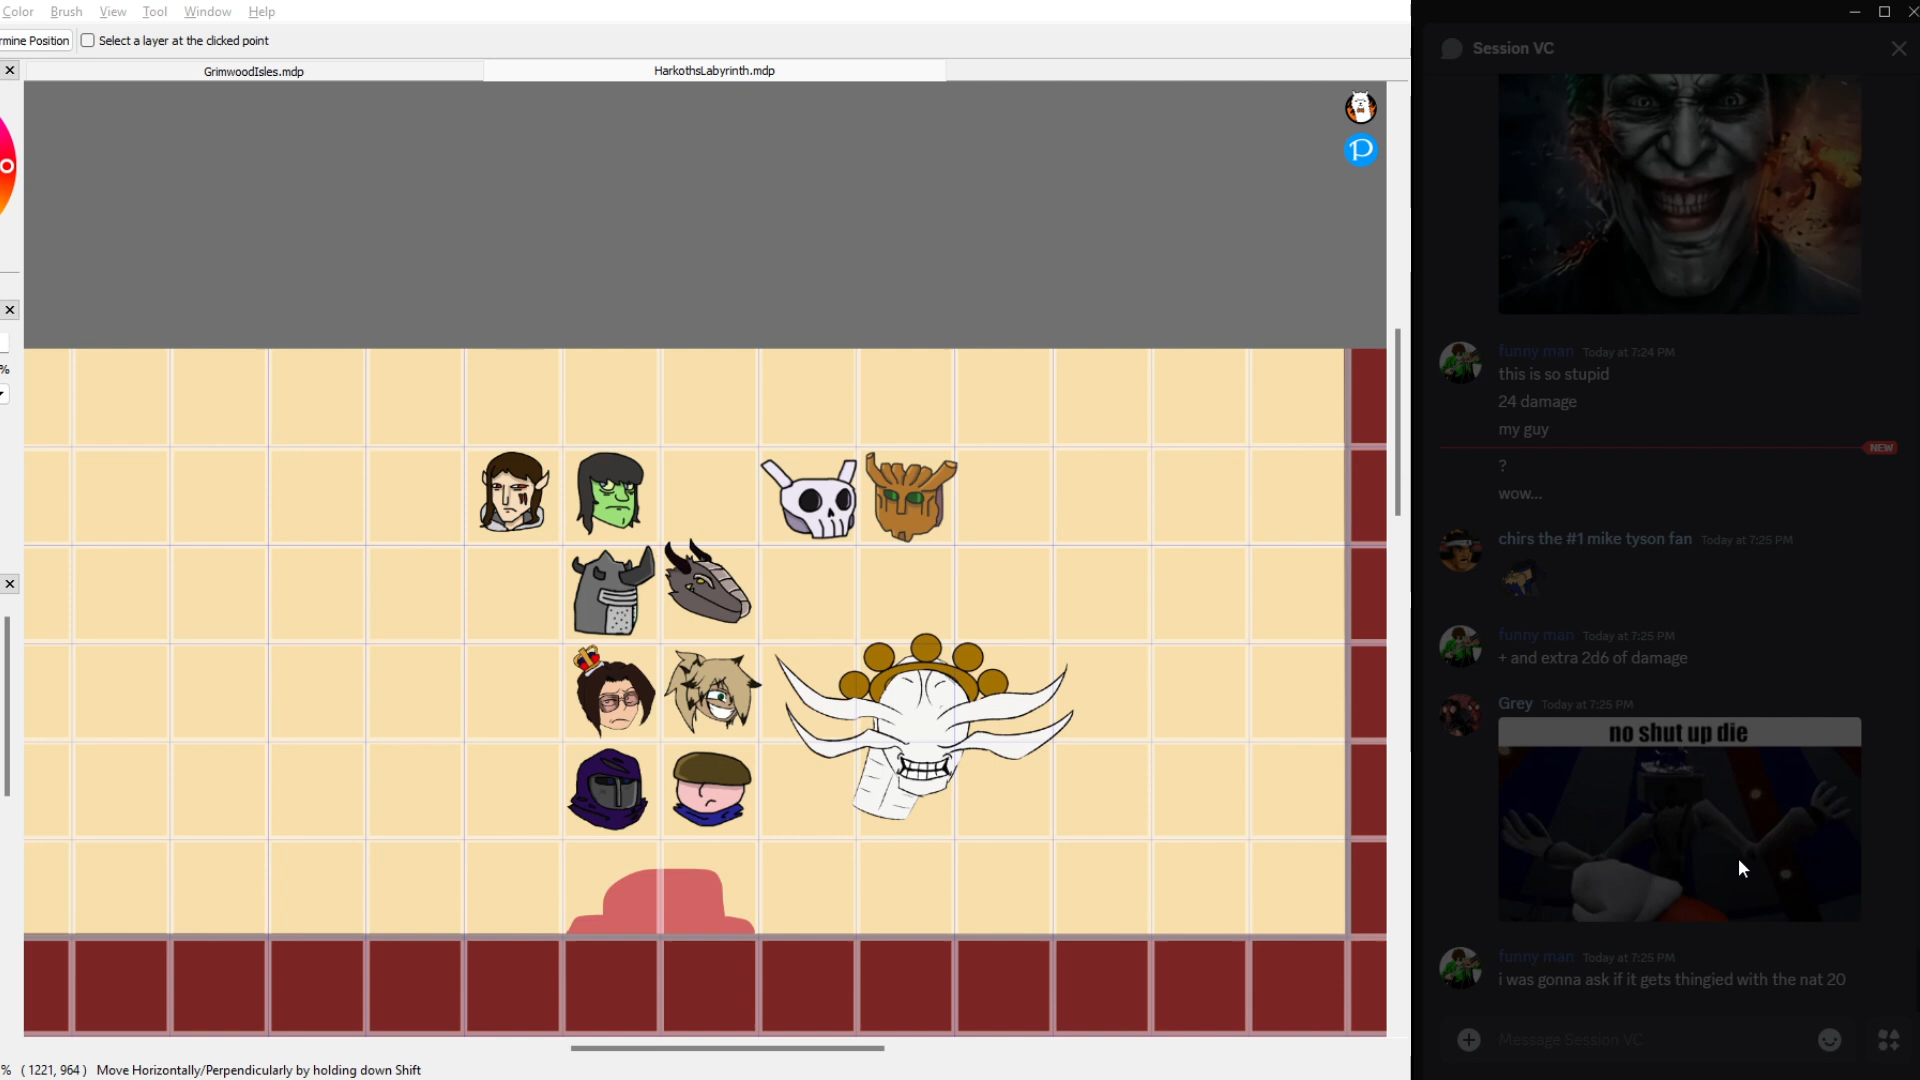 Color Brush View Tool Window Help
rmine Position Select a layer at the clicked point
GrimwoodIsles.mdp HarkothsLabyrinth.mdp
%
% ( 1221, 964 ) Move Horizontally/Perpendicularly by holding down Shift
Session VC
funny man Today at 7:24 PM
this is so stupid
24 damage
my guy
NEW
?
wow...
chirs the #1 mike tyson fan Today at 7:25 PM
funny man Today at 7:25 PM
+ and extra 2d6 of damage
Grey Today at 7:25 PM
no shut up die
funny man Today at 7:25 PM
i was gonna ask if it gets thingied with the nat 20
Message Session VC